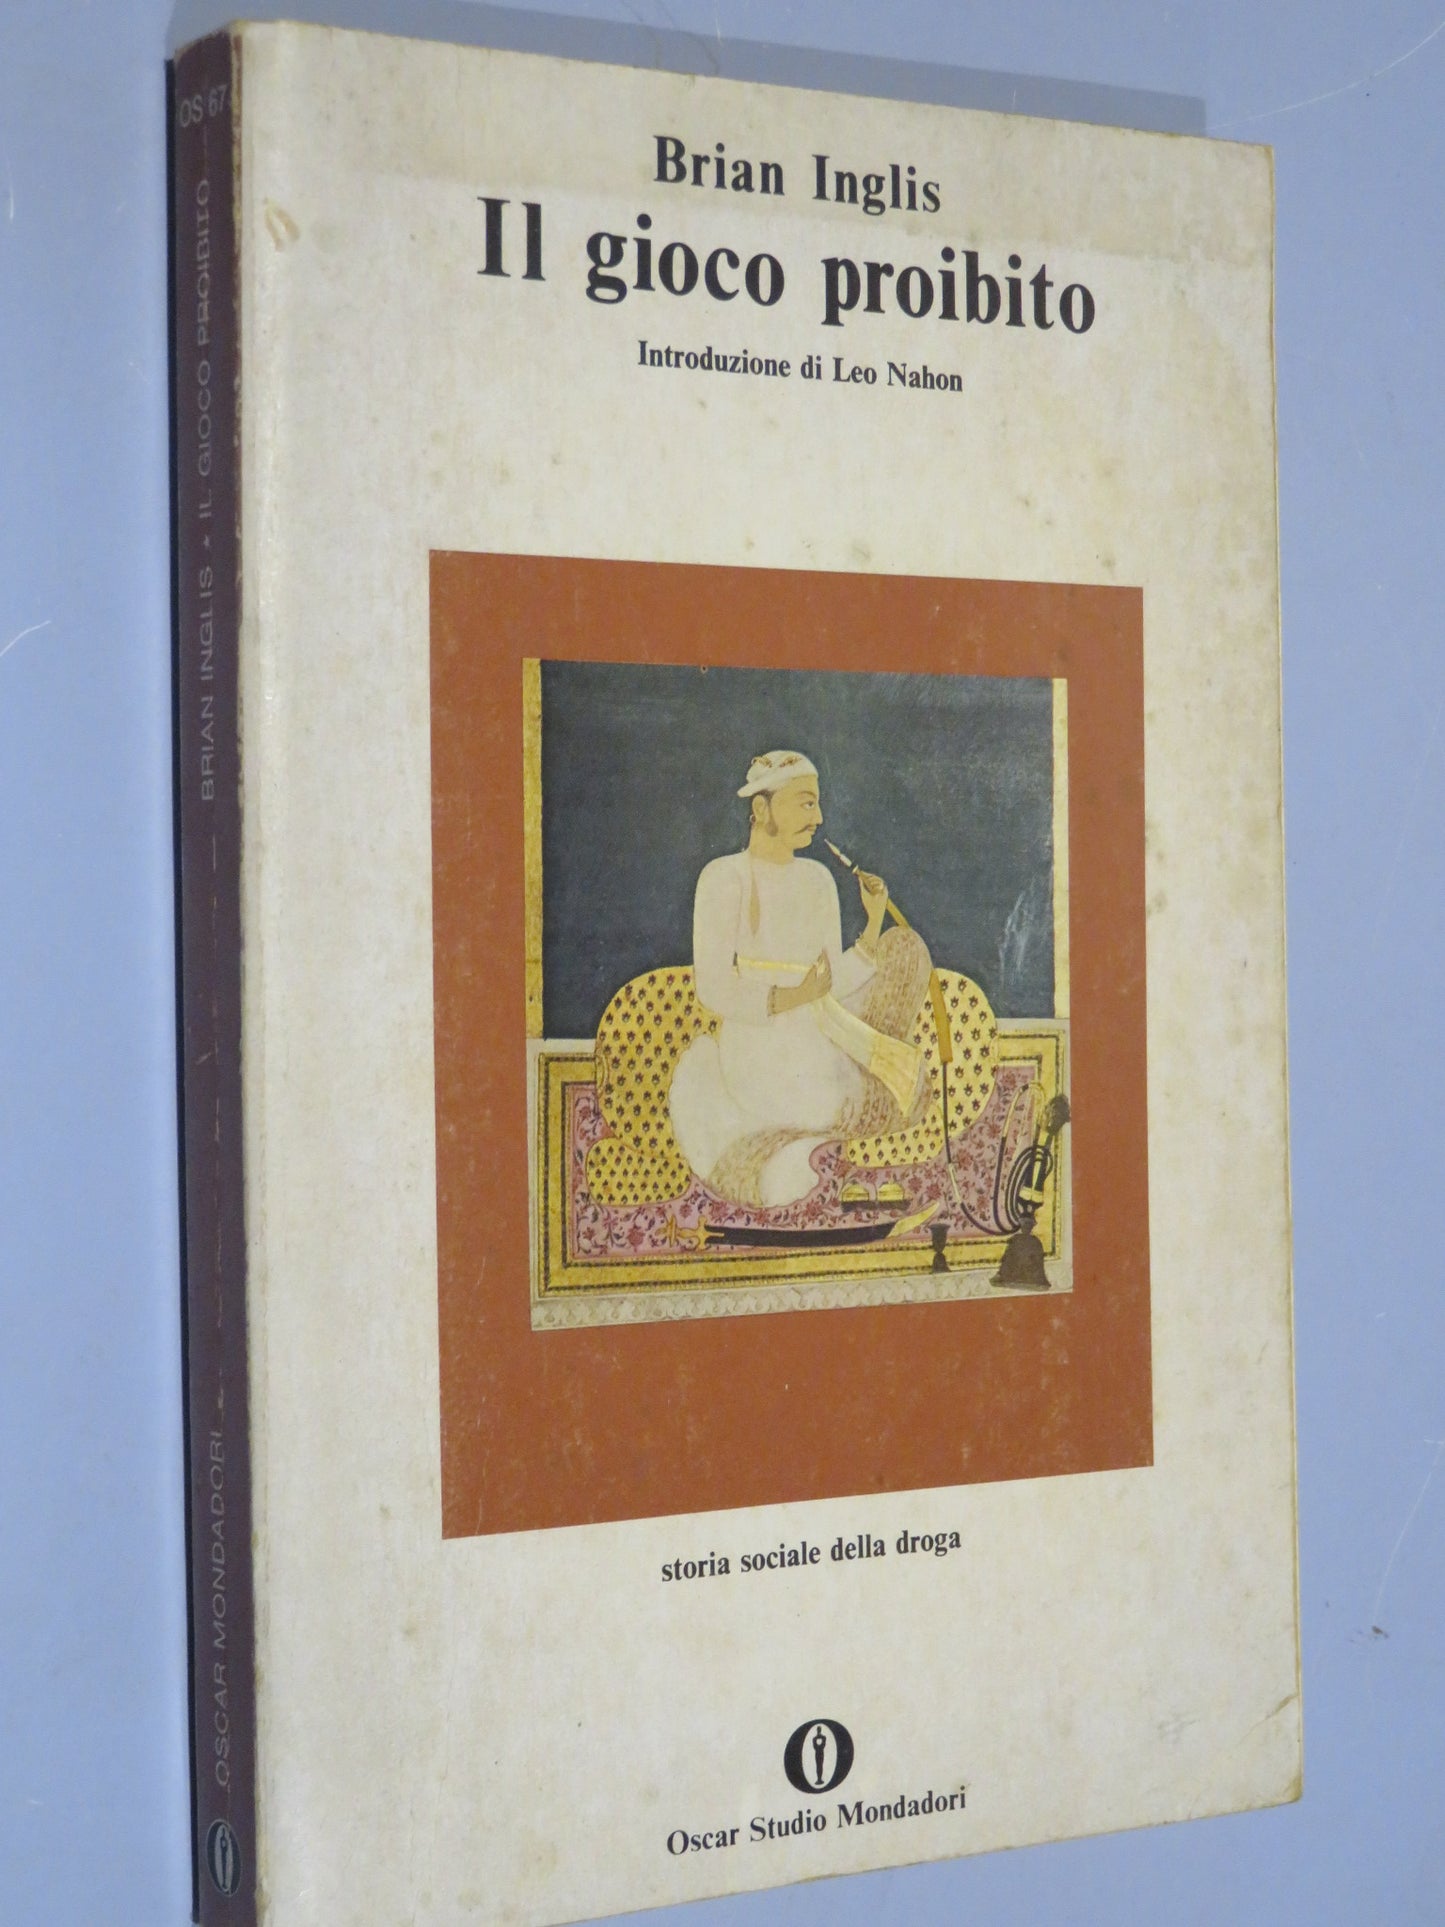 Brian Inglis
Il gioco proibito
Introduzione di Leo Nahon
storia sociale della droga
Oscar Studio Mondadori
OS 67
BRIAN INGLIS ★ IL GIOCO PROIBITO
OSCAR MONDADORI